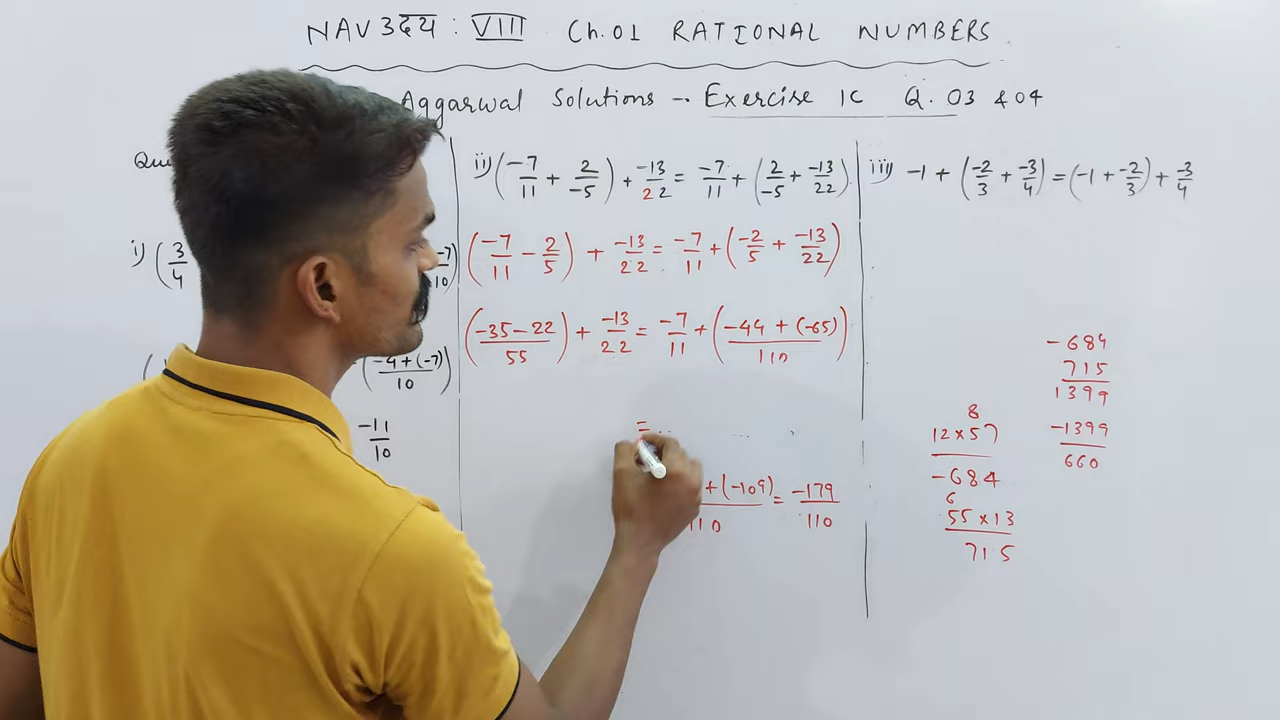 NAVउदय : VIII Ch.01 RATIONAL NUMBERS
Aggarwal Solutions - Exercise 1C Q. 03 & 04
ii) (-7/11 + 2/-5) + -13/22 = -7/11 + (2/-5 + -13/22)
(-7/11 - 2/5) + -13/22 = -7/11 + (-2/5 + -13/22)
(-35-22/55) + -13/22 = -7/11 + (-44 + (-65)/110)
=
+(-109)/110 = -179/110
iii) -1 + (-2/3 + -3/4) = (-1 + -2/3) + -3/4
-684
715
1399
-1399
660
8
12 x 57
-684
6
55 x 13
715
i) (3/4
-7/10)
(-4+(-7)/10)
-11/10